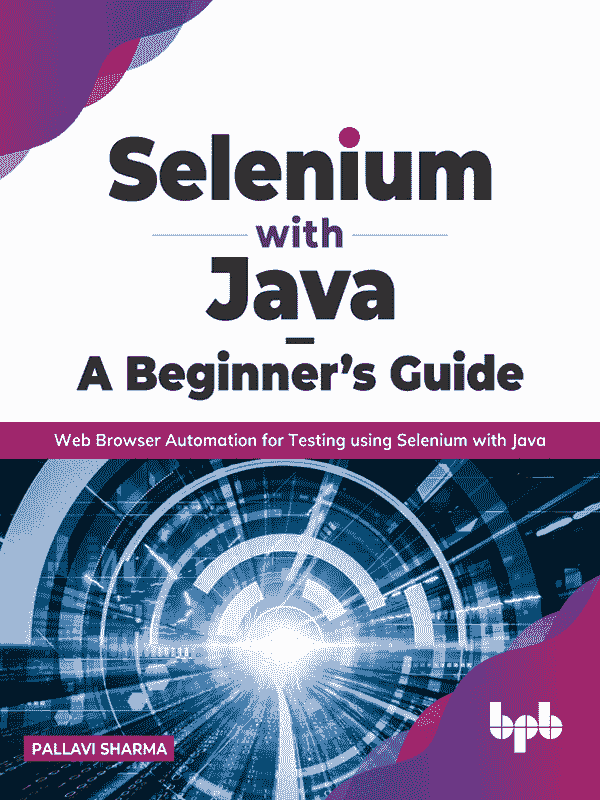 Selenium
with
Java
–
A Beginner's Guide
Web Browser Automation for Testing using Selenium with Java
PALLAVI SHARMA
bpb